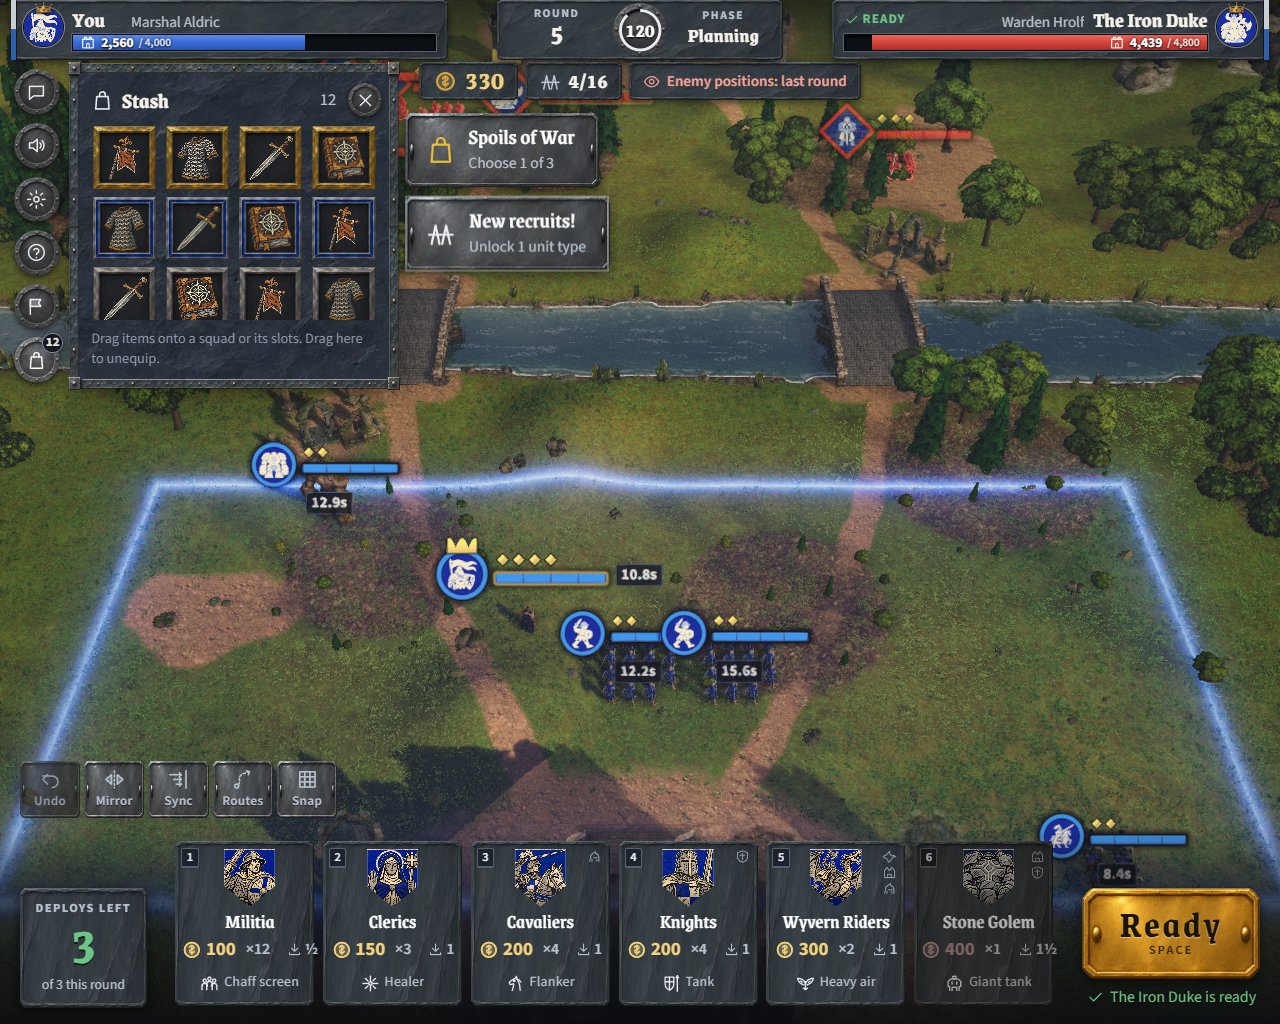 You
Marshal Aldric
2,560 / 4,000
ROUND
5
120
PHASE
Planning
READY
Warden Hrolf
The Iron Duke
4,439 / 4,800
Stash
12
330
4/16
Enemy positions: last round
Spoils of War
Choose 1 of 3
New recruits!
Unlock 1 unit type
12
Drag items onto a squad or its slots. Drag here
to unequip.
12.9s
10.8s
12.2s
15.6s
Undo
Mirror
Sync
Routes
Snap
8.4s
DEPLOYS LEFT
3
of 3 this round
1
Militia
100 ×12 ½
Chaff screen
2
Clerics
150 ×3 1
Healer
3
Cavaliers
200 ×4 1
Flanker
4
Knights
200 ×4 1
Tank
5
Wyvern Riders
300 ×2 1
Heavy air
6
Stone Golem
400 ×1 1½
Giant tank
Ready
SPACE
The Iron Duke is ready